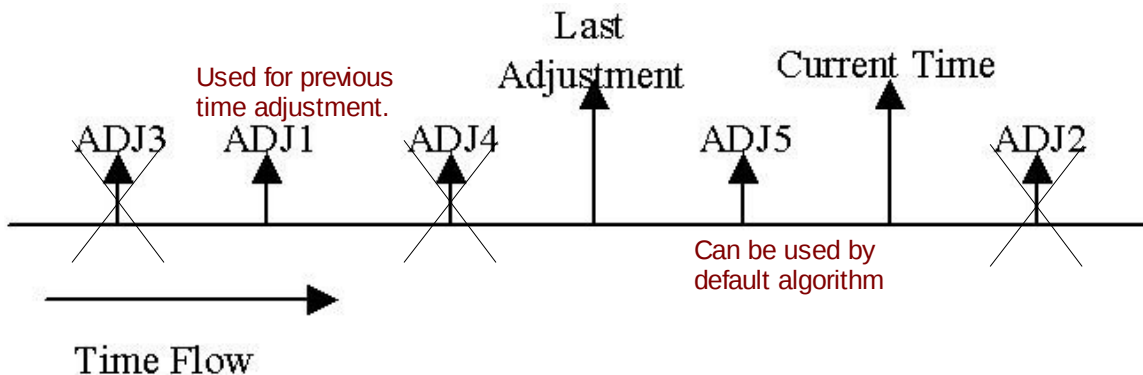 Last
Adjustment
Current Time
Used for previous
time adjustment.
ADJ3
ADJ1
ADJ4
ADJ5
ADJ2
Can be used by
default algorithm
Time Flow